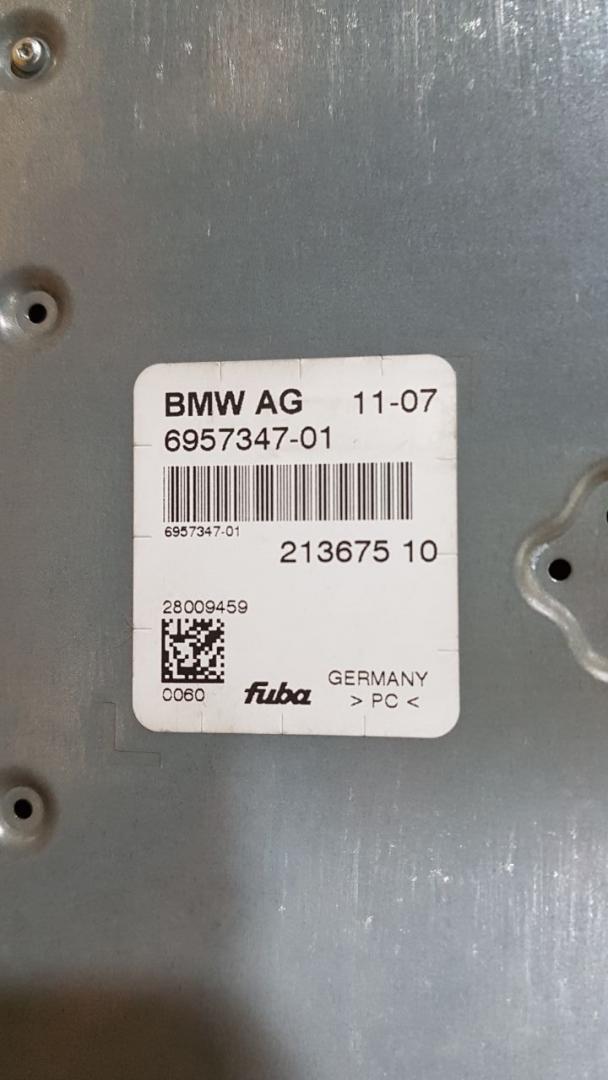 BMW AG 11-07
6957347-01
6957347-01
213675 10
28009459
0060 fuba GERMANY
> PC <